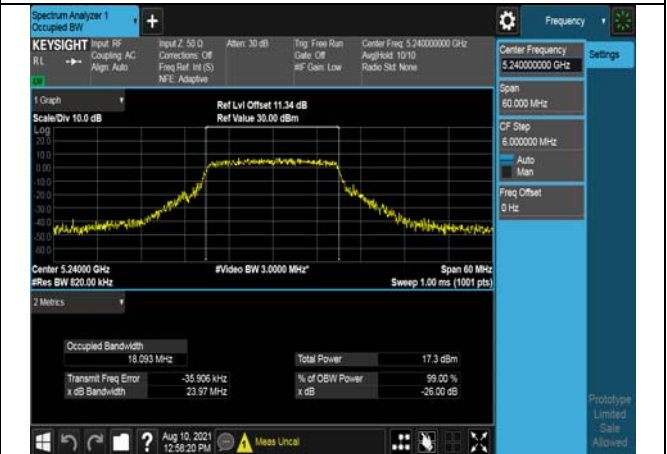 Spectrum Analyzer 1
Occupied BW
+
Frequency
KEYSIGHT
Input: RF
Coupling: AC
Align: Auto
RL
Input Z: 50 Ω
Corrections: Off
Freq Ref: Int (S)
NFE: Adaptive
Atten: 30 dB
Trig: Free Run
Gate: Off
#IF Gain: Low
Center Freq: 5.240000000 GHz
Avg|Hold: 10/10
Radio Std: None
Center Frequency
5.240000000 GHz
Settings
Span
60.000 MHz
CF Step
6.000000 MHz
Auto
Man
Freq Offset
0 Hz
1 Graph
Scale/Div 10.0 dB
Ref Lvl Offset 11.34 dB
Ref Value 30.00 dBm
Log
20.0
10.0
0.00
-10.0
-20.0
-30.0
-40.0
-50.0
-60.0
Center 5.24000 GHz
#Res BW 820.00 kHz
#Video BW 3.0000 MHz*
Span 60 MHz
Sweep 1.00 ms (1001 pts)
2 Metrics
Occupied Bandwidth
18.093 MHz
Total Power 17.3 dBm
Transmit Freq Error -35.906 kHz
% of OBW Power 99.00 %
x dB Bandwidth 23.97 MHz
x dB -26.00 dB
Prototype
Limited
Sale
Allowed
?
Aug 10, 2021
12:58:20 PM
Meas Uncal